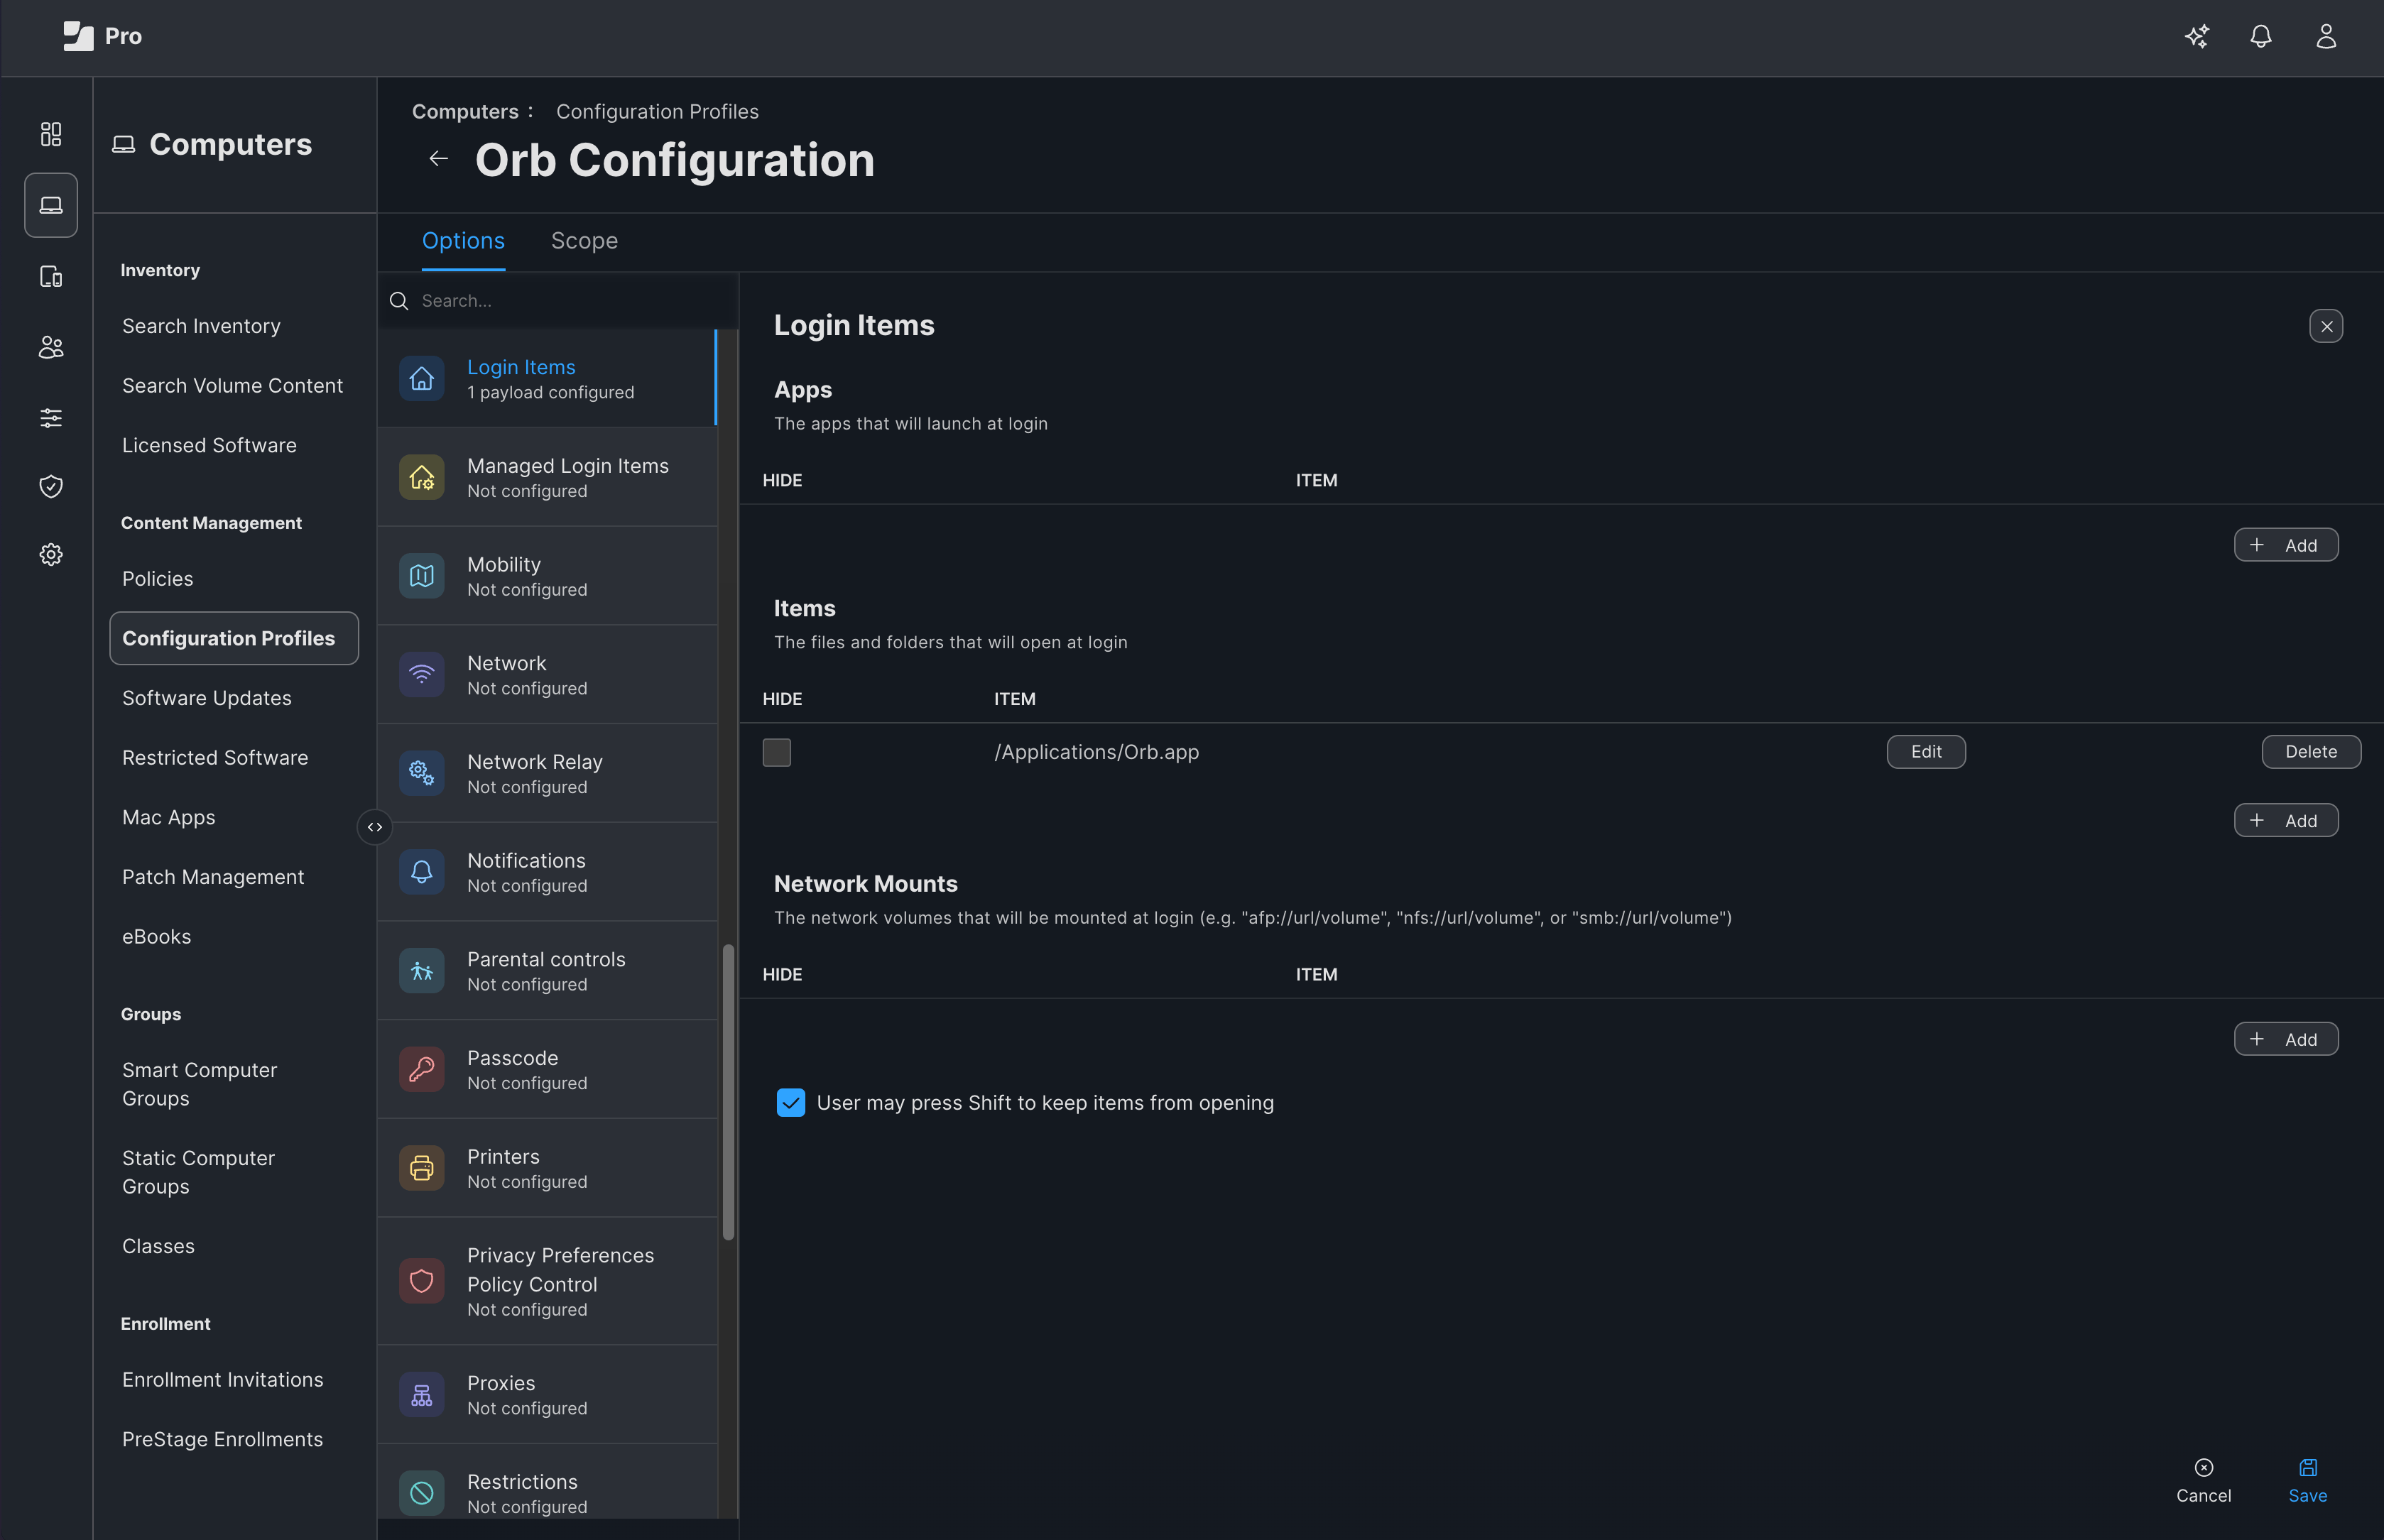 Pro
Computers
Inventory
Search Inventory
Search Volume Content
Licensed Software
Content Management
Policies
Configuration Profiles
Software Updates
Restricted Software
Mac Apps
Patch Management
eBooks
Groups
Smart Computer
Groups
Static Computer
Groups
Classes
Enrollment
Enrollment Invitations
PreStage Enrollments
Computers : Configuration Profiles
Orb Configuration
Options Scope
Search...
Login Items
1 payload configured
Managed Login Items
Not configured
Mobility
Not configured
Network
Not configured
Network Relay
Not configured
Notifications
Not configured
Parental controls
Not configured
Passcode
Not configured
Printers
Not configured
Privacy Preferences
Policy Control
Not configured
Proxies
Not configured
Restrictions
Not configured
Login Items
Apps
The apps that will launch at login
HIDE ITEM
Add
Items
The files and folders that will open at login
HIDE ITEM
/Applications/Orb.app Edit Delete
Add
Network Mounts
The network volumes that will be mounted at login (e.g. "afp://url/volume", "nfs://url/volume", or "smb://url/volume")
HIDE ITEM
Add
User may press Shift to keep items from opening
Cancel Save